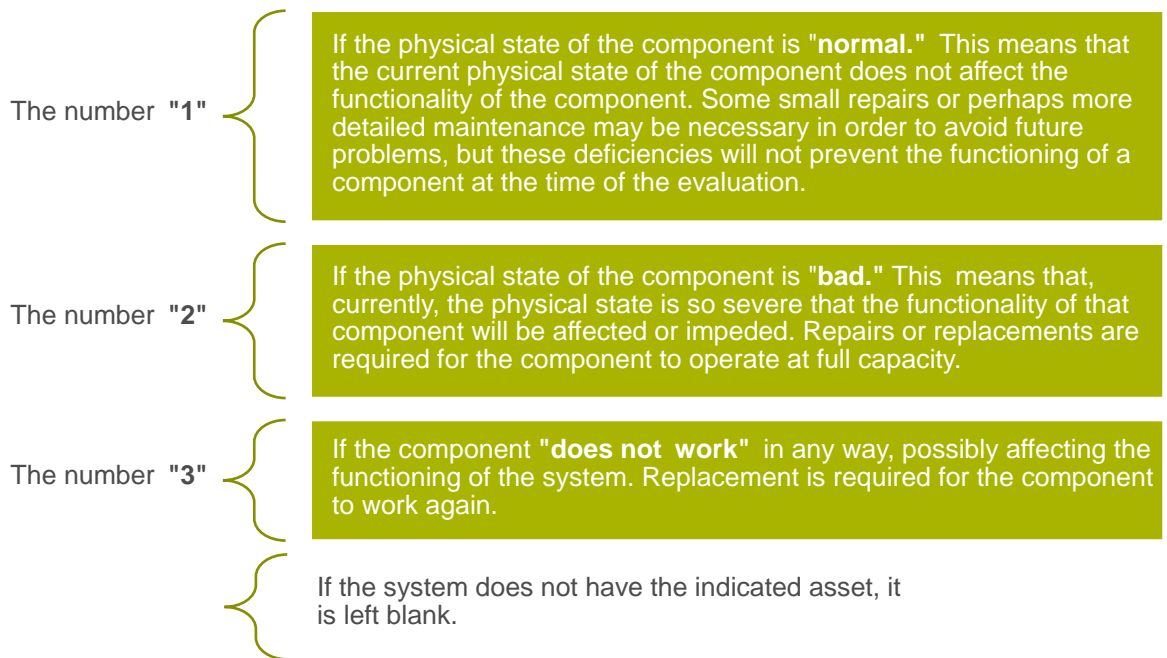 The number "1"
If the physical state of the component is "normal." This means that
the current physical state of the component does not affect the
functionality of the component. Some small repairs or perhaps more
detailed maintenance may be necessary in order to avoid future
problems, but these deficiencies will not prevent the functioning of a
component at the time of the evaluation.
The number "2"
If the physical state of the component is "bad." This means that,
currently, the physical state is so severe that the functionality of that
component will be affected or impeded. Repairs or replacements are
required for the component to operate at full capacity.
The number "3"
If the component "does not work" in any way, possibly affecting the
functioning of the system. Replacement is required for the component
to work again.
If the system does not have the indicated asset, it
is left blank.